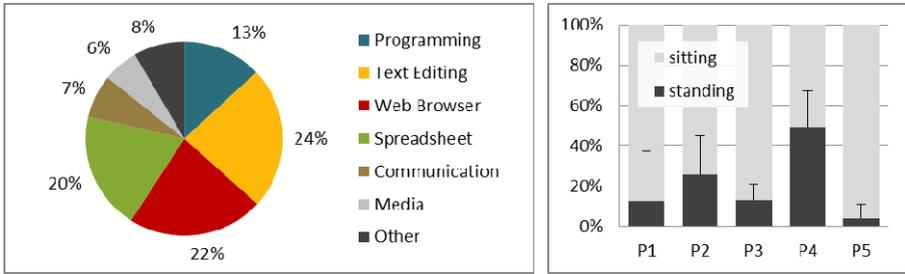 8%
13%
6%
7%
24%
20%
22%
Programming
Text Editing
Web Browser
Spreadsheet
Communication
Media
Other
100%
80%
60%
40%
20%
0%
sitting
standing
P1 P2 P3 P4 P5